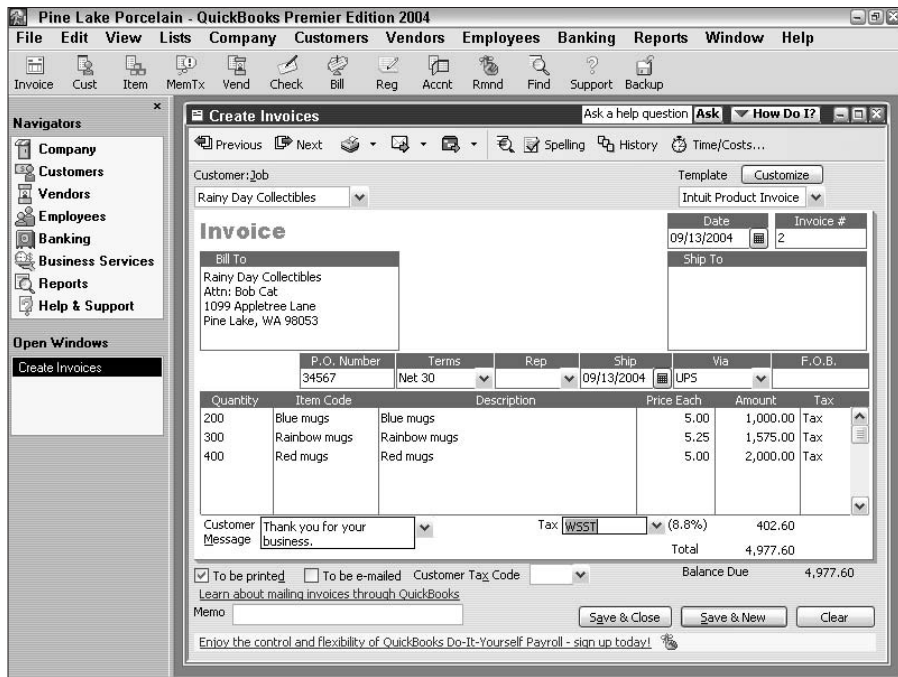 Pine Lake Porcelain - QuickBooks Premier Edition 2004
File Edit View Lists Company Customers Vendors Employees Banking Reports Window Help
Invoice Cust Item MemTx Vend Check Bill Reg Accnt Rmnd Find Support Backup
Navigators
Company
Customers
Vendors
Employees
Banking
Business Services
Reports
Help & Support
Open Windows
Create Invoices
Create Invoices Ask a help question Ask How Do I?
Previous Next Spelling History Time/Costs...
Customer:Job Template Customize
Rainy Day Collectibles Intuit Product Invoice
Invoice
Date Invoice #
09/13/2004 2
Bill To Ship To
Rainy Day Collectibles
Attn: Bob Cat
1099 Appletree Lane
Pine Lake, WA 98053
P.O. Number Terms Rep Ship Via F.O.B.
34567 Net 30 09/13/2004 UPS
Quantity Item Code Description Price Each Amount Tax
200 Blue mugs Blue mugs 5.00 1,000.00 Tax
300 Rainbow mugs Rainbow mugs 5.25 1,575.00 Tax
400 Red mugs Red mugs 5.00 2,000.00 Tax
Customer Message Thank you for your business. Tax WSST (8.8%) 402.60
Total 4,977.60
To be printed To be e-mailed Customer Tax Code Balance Due 4,977.60
Learn about mailing invoices through QuickBooks
Memo Save & Close Save & New Clear
Enjoy the control and flexibility of QuickBooks Do-It-Yourself Payroll - sign up today!